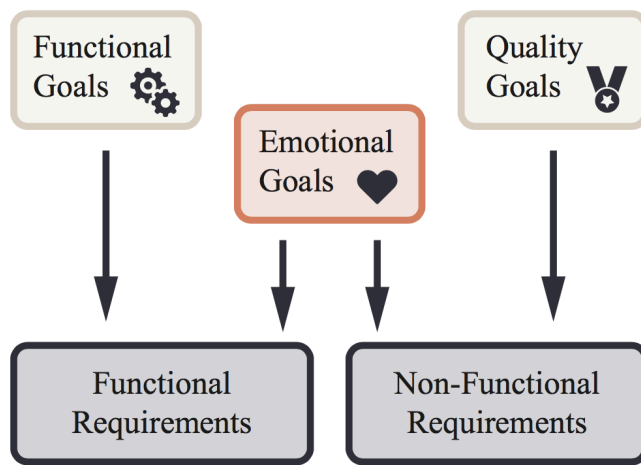 Functional
Goals
Quality
Goals
Emotional
Goals
Functional
Requirements
Non-Functional
Requirements